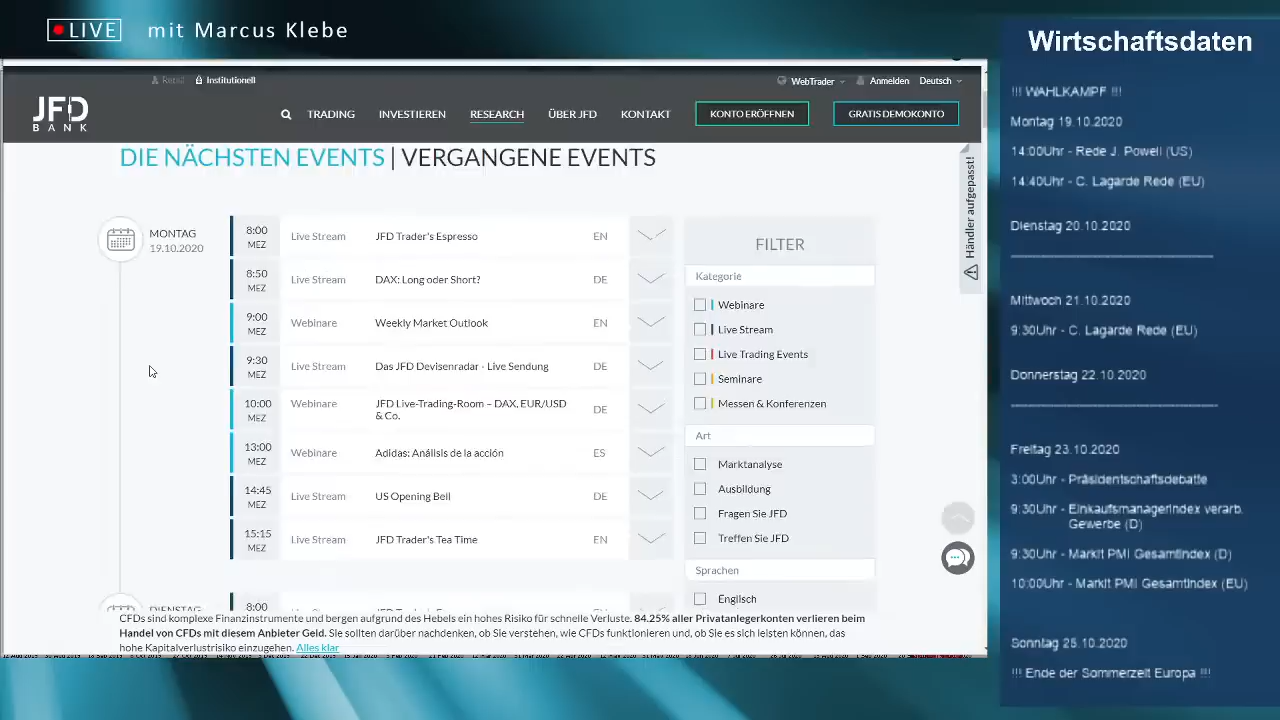 LIVE mit Marcus Klebe
Retail Institutionell
WebTrader Anmelden Deutsch
JFD
BANK
TRADING INVESTIEREN RESEARCH ÜBER JFD KONTAKT KONTO ERÖFFNEN GRATIS DEMOKONTO
DIE NÄCHSTEN EVENTS | VERGANGENE EVENTS
Händler aufgepasst!
MONTAG
19.10.2020
8:00 MEZ Live Stream JFD Trader's Espresso EN
8:50 MEZ Live Stream DAX: Long oder Short? DE
9:00 MEZ Webinare Weekly Market Outlook EN
9:30 MEZ Live Stream Das JFD Devisenradar - Live Sendung DE
10:00 MEZ Webinare JFD Live-Trading-Room – DAX, EUR/USD
& Co. DE
13:00 MEZ Webinare Adidas: Análisis de la acción ES
14:45 MEZ Live Stream US Opening Bell DE
15:15 MEZ Live Stream JFD Trader's Tea Time EN
DIENSTAG
8:00
FILTER
Kategorie
Webinare
Live Stream
Live Trading Events
Seminare
Messen & Konferenzen
Art
Marktanalyse
Ausbildung
Fragen Sie JFD
Treffen Sie JFD
Sprachen
Englisch
CFDs sind komplexe Finanzinstrumente und bergen aufgrund des Hebels ein hohes Risiko für schnelle Verluste. 84.25% aller Privatanlegerkonten verlieren beim
Handel von CFDs mit diesem Anbieter Geld. Sie sollten darüber nachdenken, ob Sie verstehen, wie CFDs funktionieren und, ob Sie es sich leisten können, das
hohe Kapitalverlustrisiko einzugehen. Alles klar
Wirtschaftsdaten
!!! WAHLKAMPF !!!
Montag 19.10.2020
14:00Uhr - Rede J. Powell (US)
14:40Uhr - C. Lagarde Rede (EU)
Dienstag 20.10.2020
Mittwoch 21.10.2020
9:30Uhr - C. Lagarde Rede (EU)
Donnerstag 22.10.2020
Freitag 23.10.2020
3:00Uhr - Präsidentschaftsdebatte
9:30Uhr - Einkaufsmanagerindex verarb.
Gewerbe (D)
9:30Uhr - Markit PMI Gesamtindex (D)
10:00Uhr - Markit PMI Gesamtindex (EU)
Sonntag 25.10.2020
!!! Ende der Sommerzeit Europa !!!